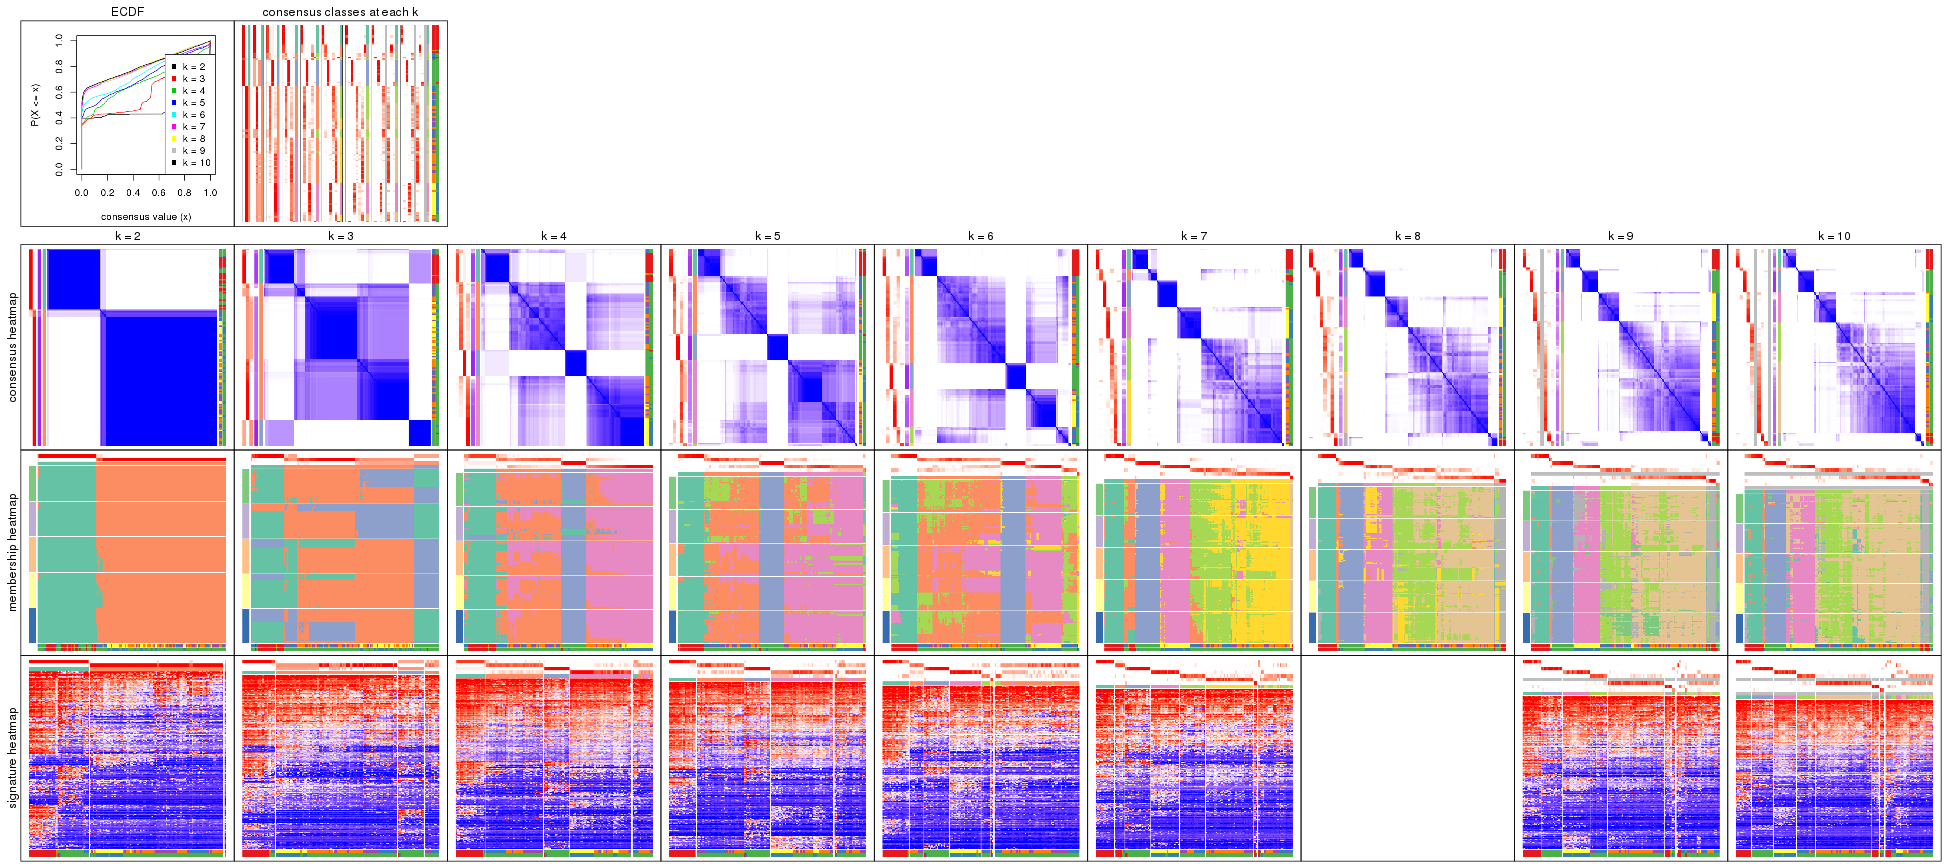 ECDF
consensus classes at each k
P(X <= x)
1.0
0.8
0.6
0.4
0.2
0.0
k = 2
k = 3
k = 4
k = 5
k = 6
k = 7
k = 8
k = 9
k = 10
0.0 0.2 0.4 0.6 0.8 1.0
consensus value (x)
k = 2 k = 3 k = 4 k = 5 k = 6 k = 7 k = 8 k = 9 k = 10
consensus heatmap
membership heatmap
signature heatmap